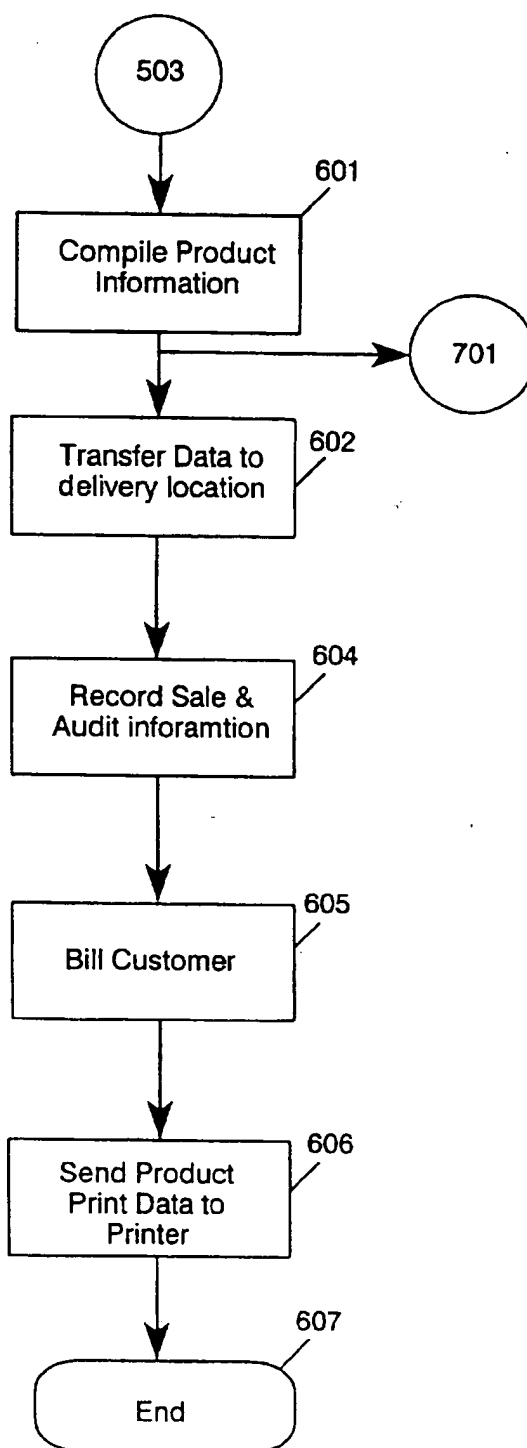 503
601
Compile Product
Information
701
Transfer Data to
delivery location
602
604
Record Sale &
Audit inforamtion
605
Bill Customer
606
Send Product
Print Data to
Printer
607
End